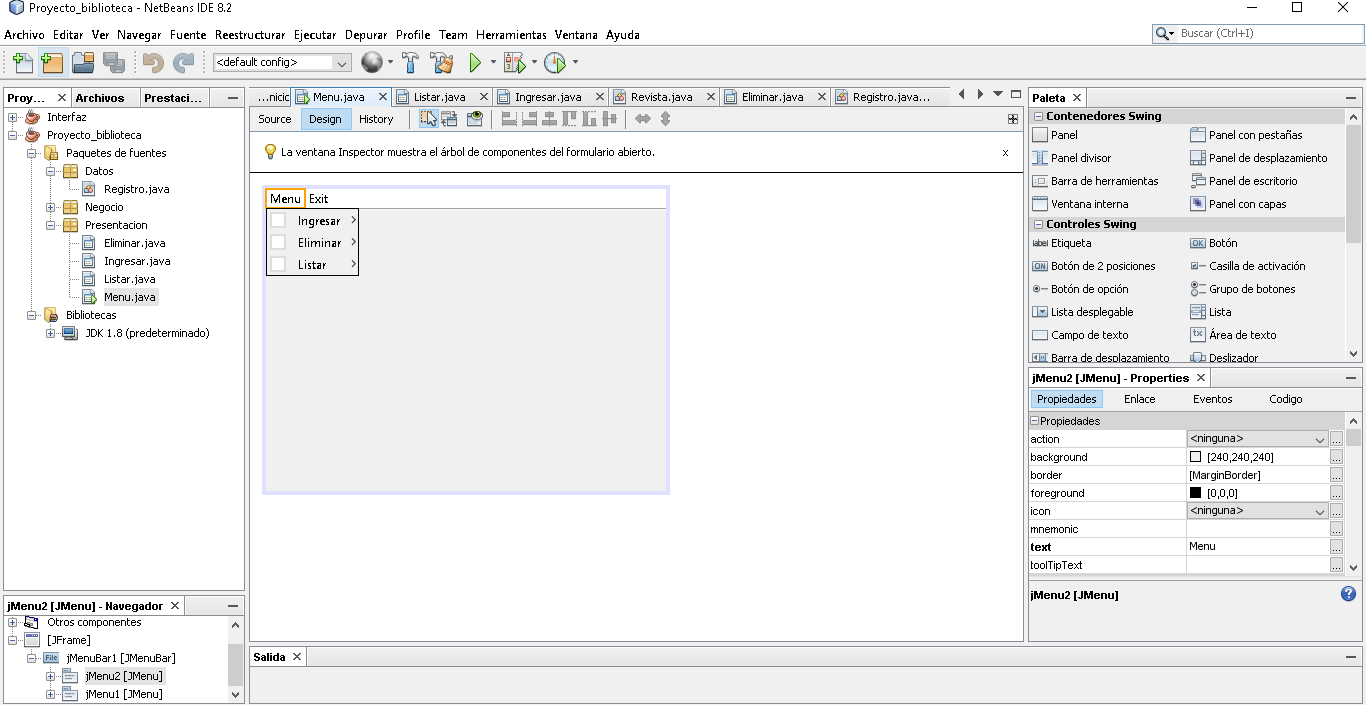 Proyecto_biblioteca - NetBeans IDE 8.2
Archivo Editar Ver Navegar Fuente Reestructurar Ejecutar Depurar Profile Team Herramientas Ventana Ayuda
Buscar (Ctrl+I)
<default config>
Proy... Archivos Prestaci...
Interfaz
Proyecto_biblioteca
Paquetes de fuentes
Datos
Registro.java
Negocio
Presentacion
Eliminar.java
Ingresar.java
Listar.java
Menu.java
Bibliotecas
JDK 1.8 (predeterminado)
jMenu2 [JMenu] - Navegador
Otros componentes
[JFrame]
File jMenuBar1 [JMenuBar]
jMenu2 [JMenu]
jMenu1 [JMenu]
...nicic Menu.java Listar.java Ingresar.java Revista.java Eliminar.java Registro.java...
Source Design History
La ventana Inspector muestra el árbol de componentes del formulario abierto. x
Menu Exit
Ingresar
Eliminar
Listar
Salida
Paleta
Contenedores Swing
Panel Panel con pestañas
Panel divisor Panel de desplazamiento
Barra de herramientas Panel de escritorio
Ventana interna Panel con capas
Controles Swing
label Etiqueta OK Botón
ON Botón de 2 posiciones Casilla de activación
Botón de opción Grupo de botones
Lista desplegable Lista
Campo de texto tx Área de texto
Barra de desplazamiento Deslizador
jMenu2 [JMenu] - Properties
Propiedades Enlace Eventos Codigo
Propiedades
action <ninguna> ...
background [240,240,240] ...
border [MarginBorder] ...
foreground [0,0,0] ...
icon <ninguna> ...
mnemonic ...
text Menu ...
toolTipText ...
jMenu2 [JMenu] ?